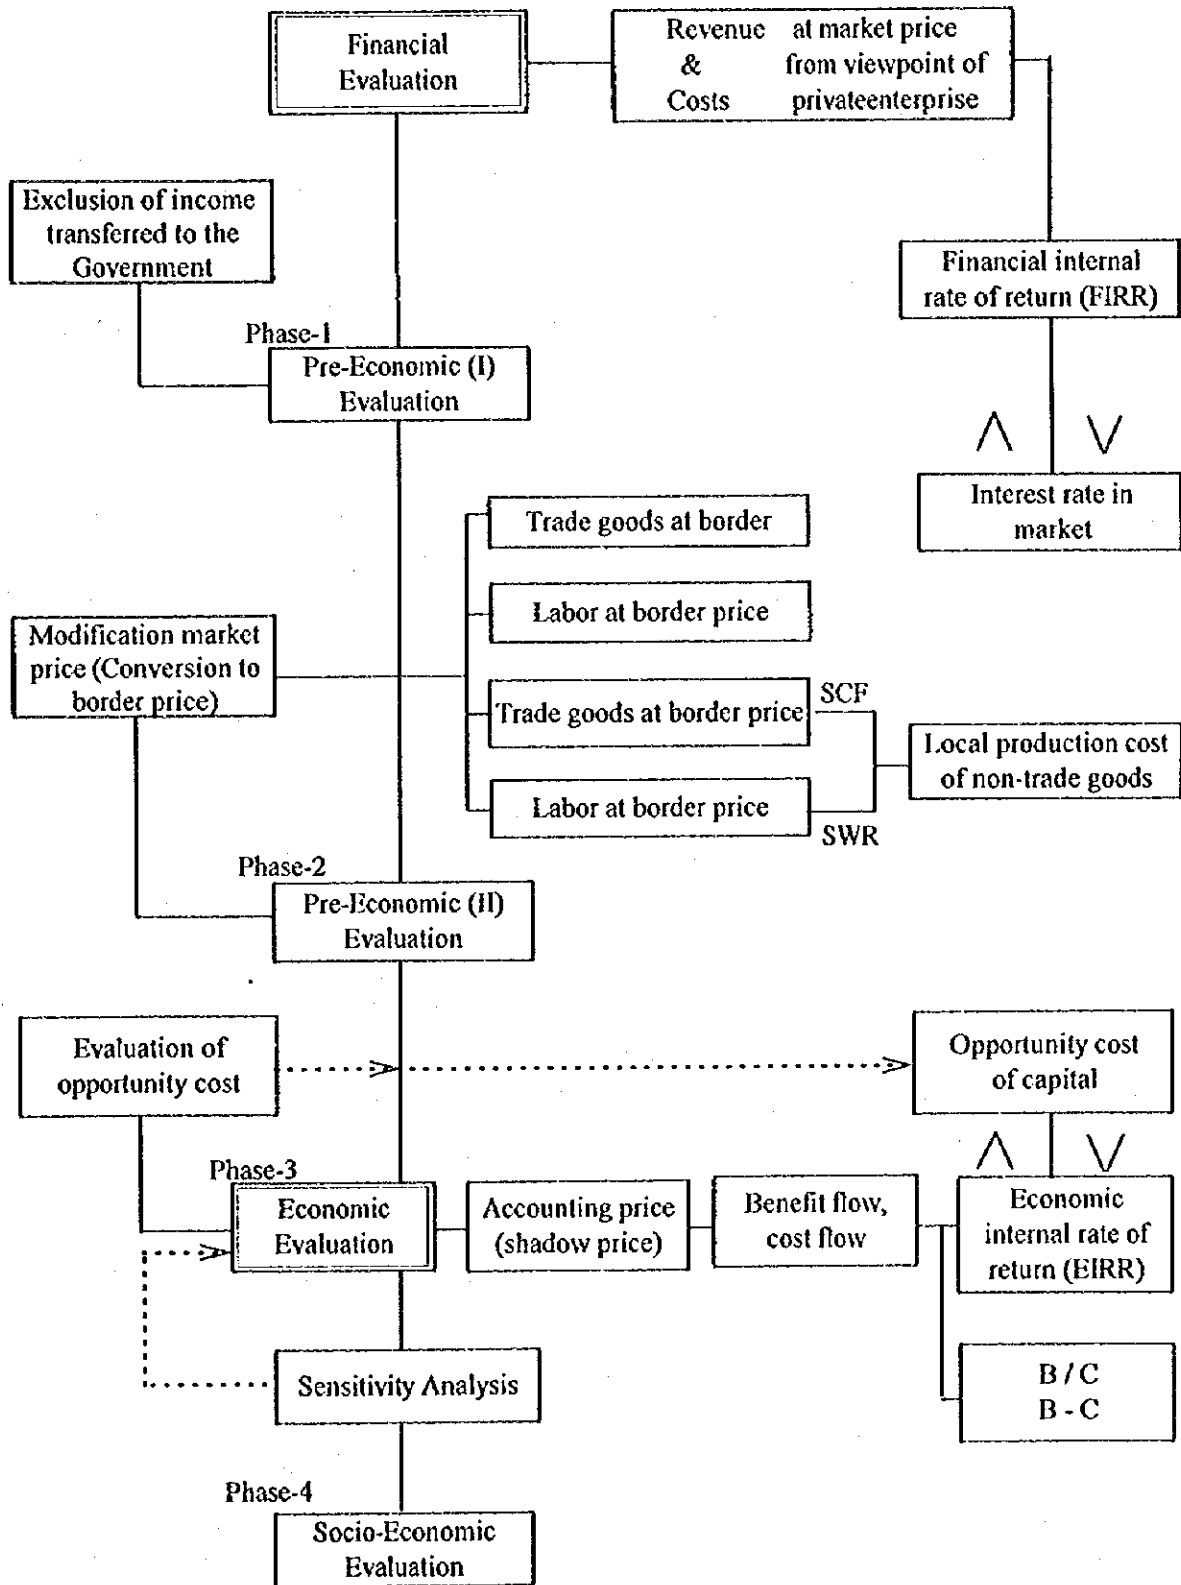 Financial
Evaluation
Revenue at market price
& from viewpoint of
Costs privateenterprise
Exclusion of income
transferred to the
Government
Financial internal
rate of return (FIRR)
Phase-1
Pre-Economic (I)
Evaluation
Interest rate in
market
Trade goods at border
Labor at border price
Modification market
price (Conversion to
border price)
Trade goods at border price
SCF
Local production cost
of non-trade goods
Labor at border price
SWR
Phase-2
Pre-Economic (II)
Evaluation
Evaluation of
opportunity cost
Opportunity cost
of capital
Phase-3
Economic
Evaluation
Accounting price
(shadow price)
Benefit flow,
cost flow
Economic
internal rate of
return (EIRR)
Sensitivity Analysis
B / C
B - C
Phase-4
Socio-Economic
Evaluation